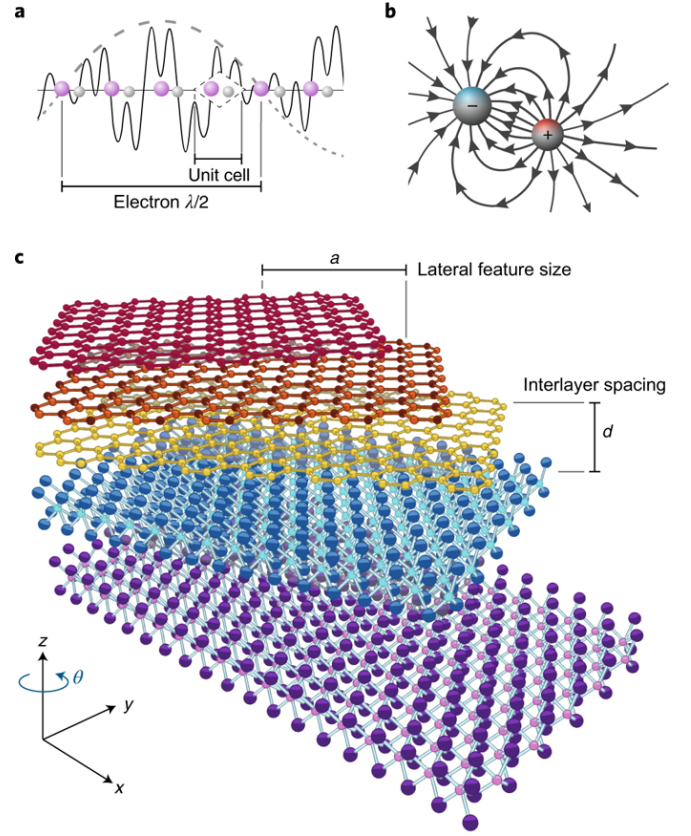 a
b
Unit cell
Electron λ/2
−
+
c
a
Lateral feature size
Interlayer spacing
d
z
θ
y
x